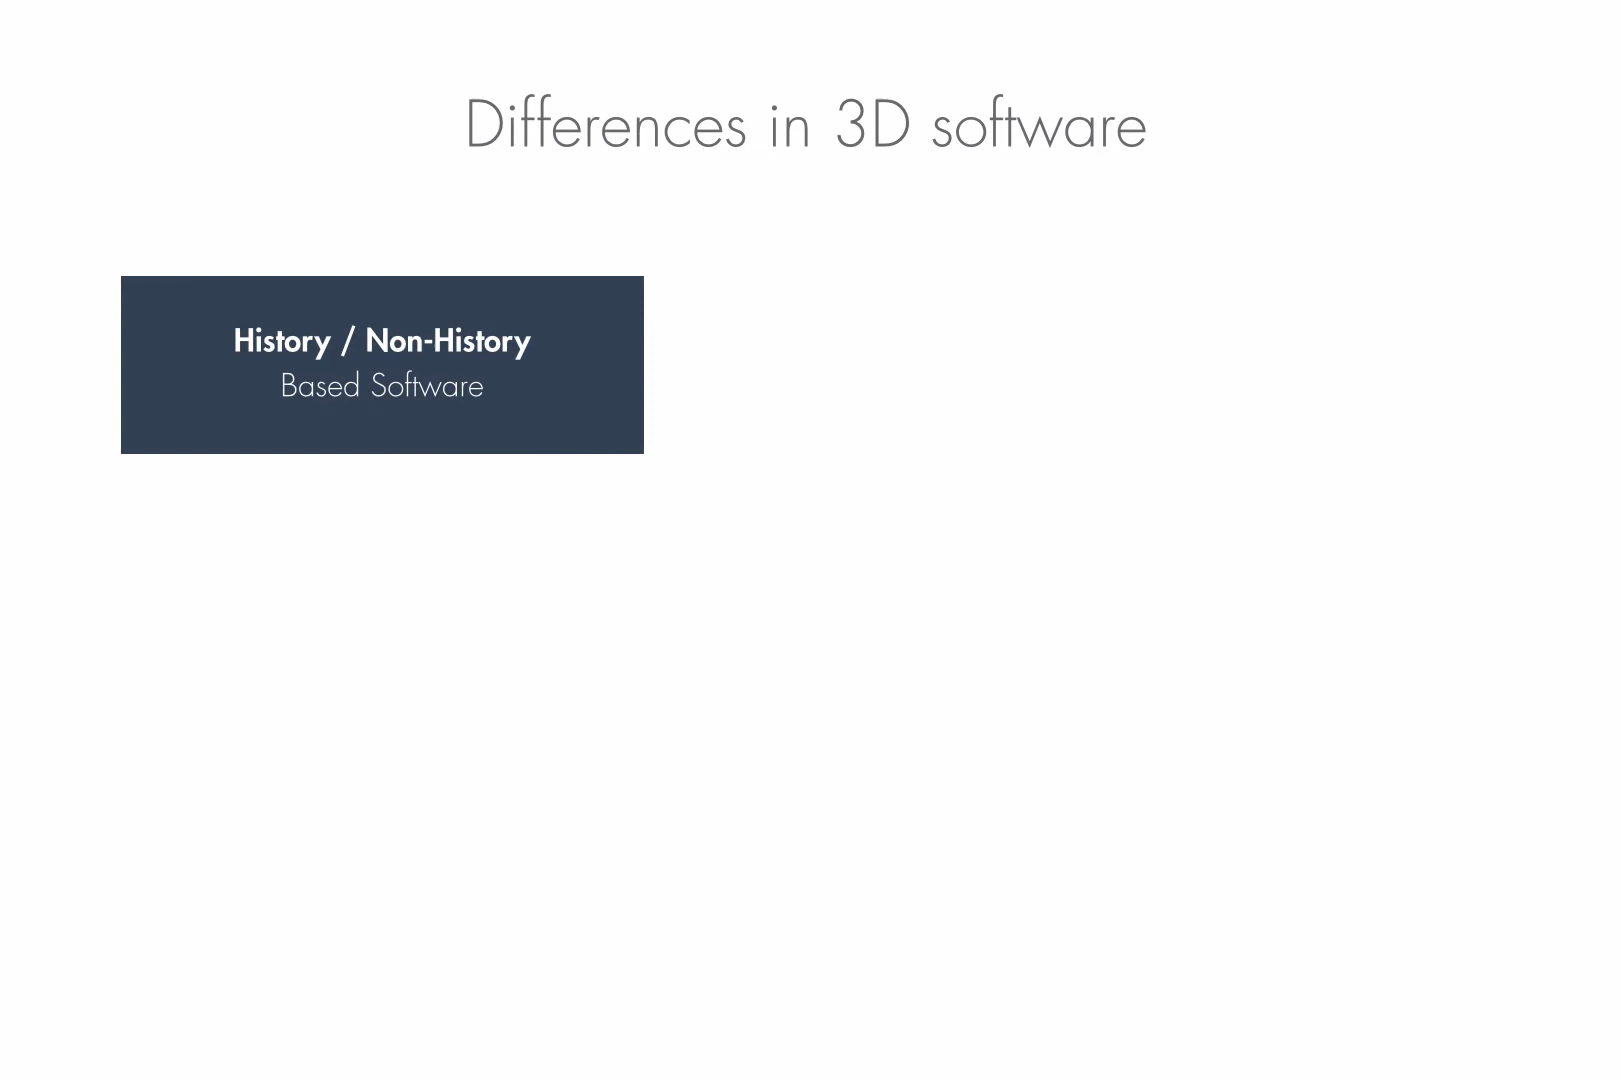 Differences in 3D software
History / Non-History
Based Software